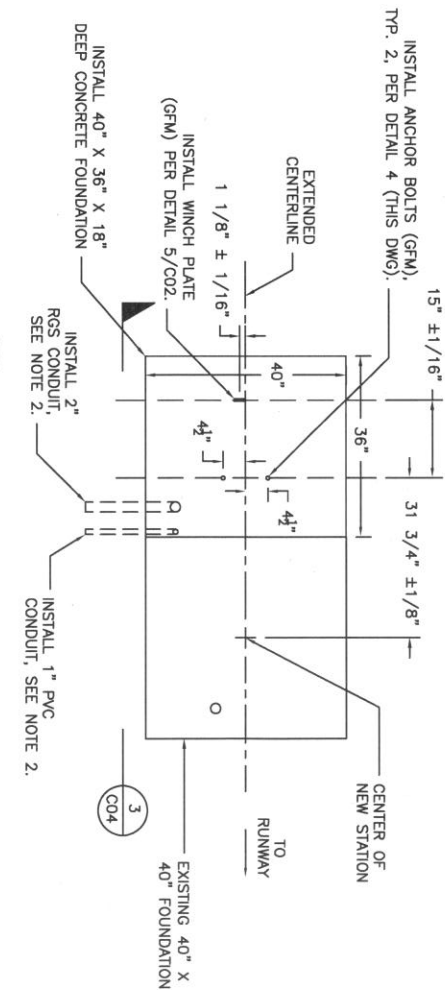 INSTALL ANCHOR BOLTS (GFM),
TYP. 2, PER DETAIL 4 (THIS DWG).
15" ±1/16"
31 3/4" ±1/8"
CENTER OF
NEW STATION
EXTENDED
CENTERLINE
1 1/8" ± 1/16"
INSTALL WINCH PLATE
(GFM) PER DETAIL 5/C02.
INSTALL 40" X 36" X 18"
DEEP CONCRETE FOUNDATION
36"
40"
4½"
4½"
TO
RUNWAY
INSTALL 2"
RGS CONDUIT,
SEE NOTE 2.
INSTALL 1" PVC
CONDUIT, SEE NOTE 2.
3
C04
EXISTING 40" X
40" FOUNDATION